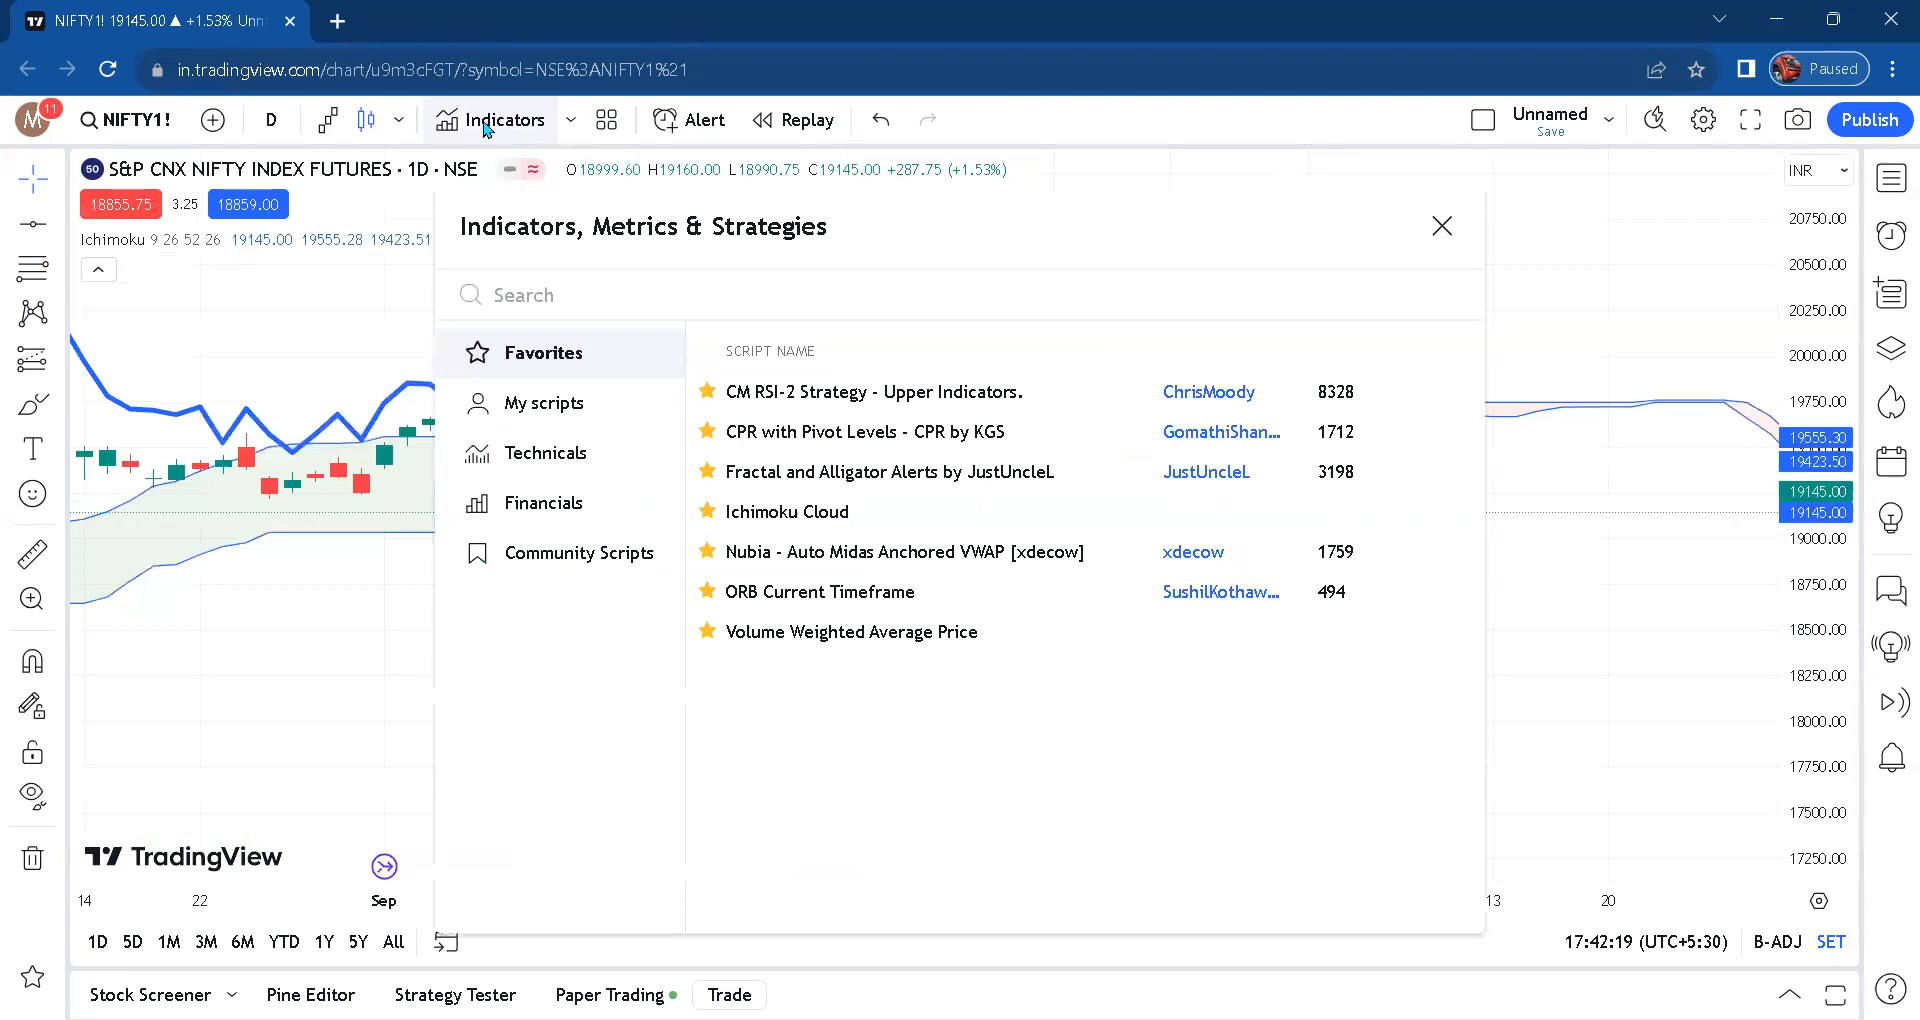 NIFTY1! 19145.00 ▲ +1.53% Unn
in.tradingview.com/chart/u9m3cFGT/?symbol=NSE%3ANIFTY1%21
Paused
M 11
NIFTY1!
D
Indicators
Alert
Replay
Unnamed
Save
Publish
50 S&P CNX NIFTY INDEX FUTURES · 1D · NSE
O18999.60 H19160.00 L18990.75 C19145.00 +287.75 (+1.53%)
INR
18855.75 3.25 18859.00
Ichimoku 9 26 52 26 19145.00 19555.28 19423.51
Indicators, Metrics & Strategies
Search
Favorites
My scripts
Technicals
Financials
Community Scripts
SCRIPT NAME
CM RSI-2 Strategy - Upper Indicators. ChrisMoody 8328
CPR with Pivot Levels - CPR by KGS GomathiShan... 1712
Fractal and Alligator Alerts by JustUncleL JustUncleL 3198
Ichimoku Cloud
Nubia - Auto Midas Anchored VWAP [xdecow] xdecow 1759
ORB Current Timeframe SushilKothaw... 494
Volume Weighted Average Price
20750.00
20500.00
20250.00
20000.00
19750.00
19555.30
19423.50
19145.00
19145.00
19000.00
18750.00
18500.00
18250.00
18000.00
17750.00
17500.00
17250.00
TradingView
14 22 Sep 13 20
1D 5D 1M 3M 6M YTD 1Y 5Y All
17:42:19 (UTC+5:30) B-ADJ SET
Stock Screener Pine Editor Strategy Tester Paper Trading Trade